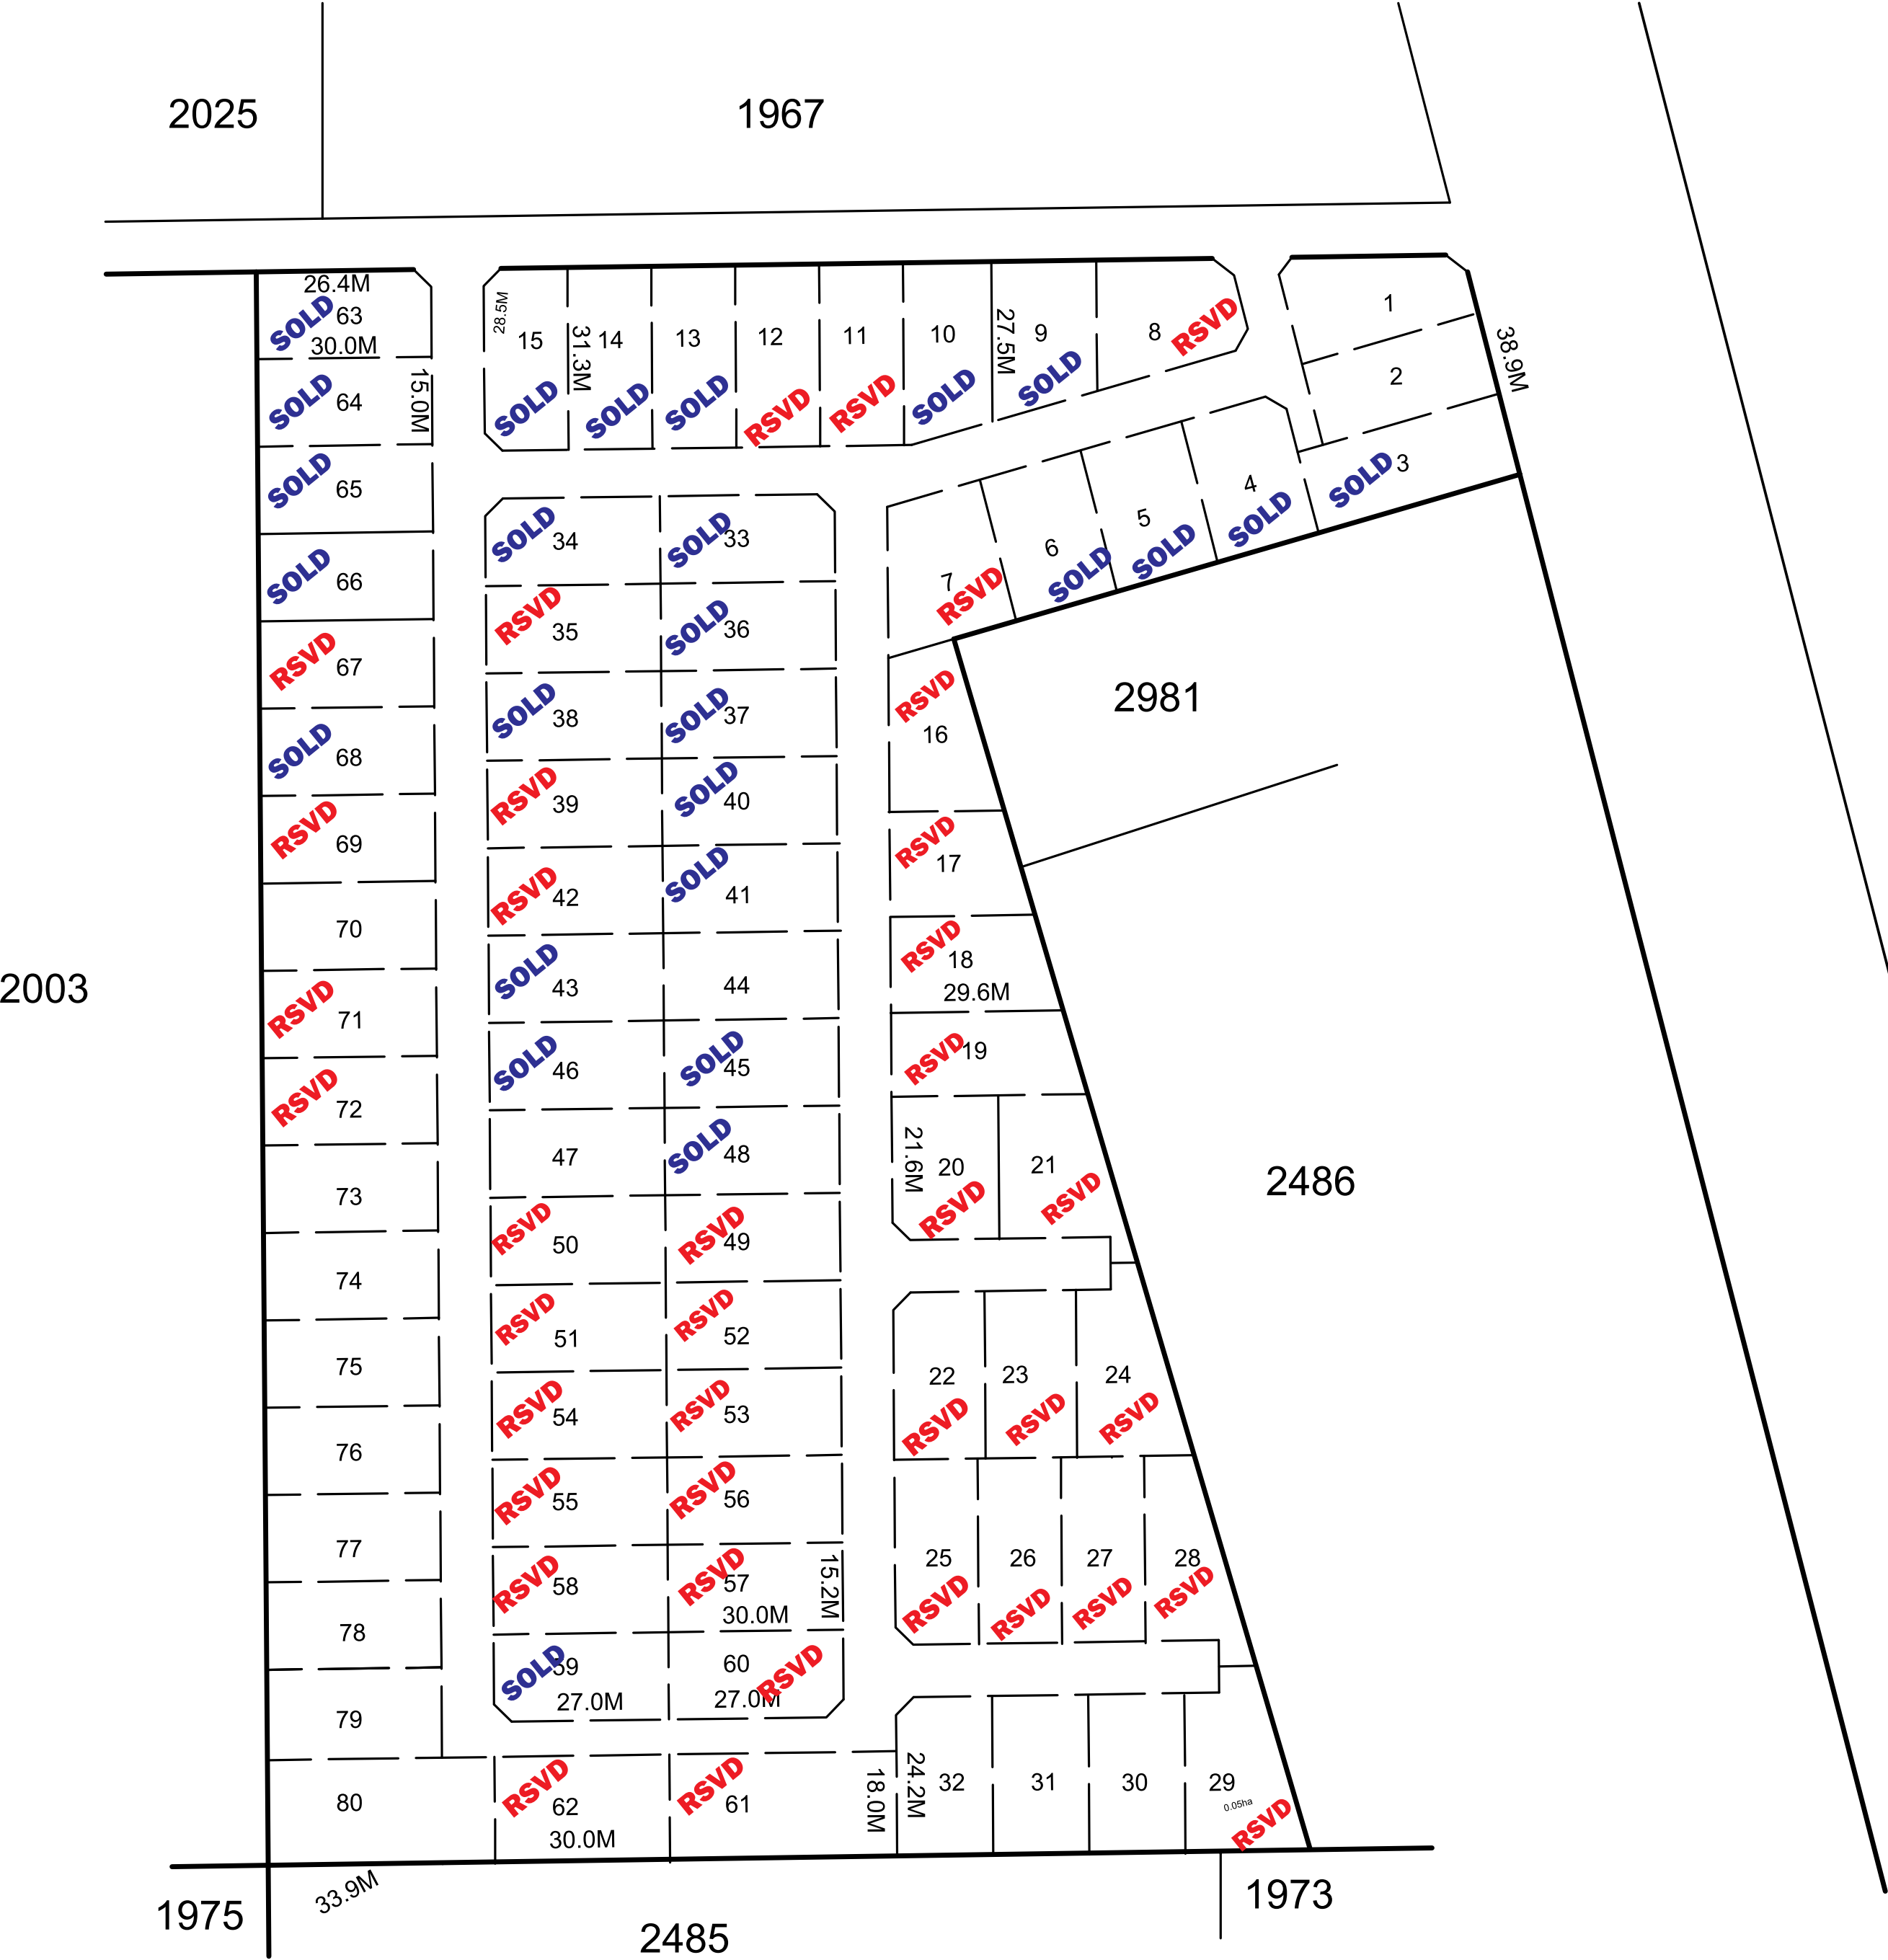 2025
1967
26.4M
SOLD
63
30.0M
SOLD
64
15.0M
SOLD
65
SOLD
66
RSVD
67
SOLD
68
RSVD
69
70
RSVD
71
RSVD
72
73
74
75
76
77
78
79
80
28.5M
15
SOLD
31.3M
14
SOLD
13
SOLD
12
RSVD
11
RSVD
10
SOLD
27.5M
9
SOLD
8
RSVD
1
2
38.9M
3
SOLD
4
SOLD
5
SOLD
6
SOLD
7
RSVD
SOLD
34
SOLD
33
RSVD
35
SOLD
36
SOLD
38
SOLD
37
RSVD
39
SOLD
40
RSVD
42
SOLD
41
SOLD
43
44
SOLD
46
SOLD
45
47
SOLD
48
RSVD
50
RSVD
49
RSVD
51
RSVD
52
RSVD
54
RSVD
53
RSVD
55
RSVD
56
RSVD
58
RSVD
57
30.0M
15.2M
SOLD
59
27.0M
60
RSVD
27.0M
RSVD
62
30.0M
RSVD
61
18.0M
RSVD
16
RSVD
17
RSVD
18
29.6M
RSVD
19
21.6M
20
RSVD
21
RSVD
22
RSVD
23
RSVD
24
RSVD
25
RSVD
26
RSVD
27
RSVD
28
RSVD
24.2M
32
31
30
29
0.05ha
RSVD
2981
2486
2003
1975
33.9M
2485
1973